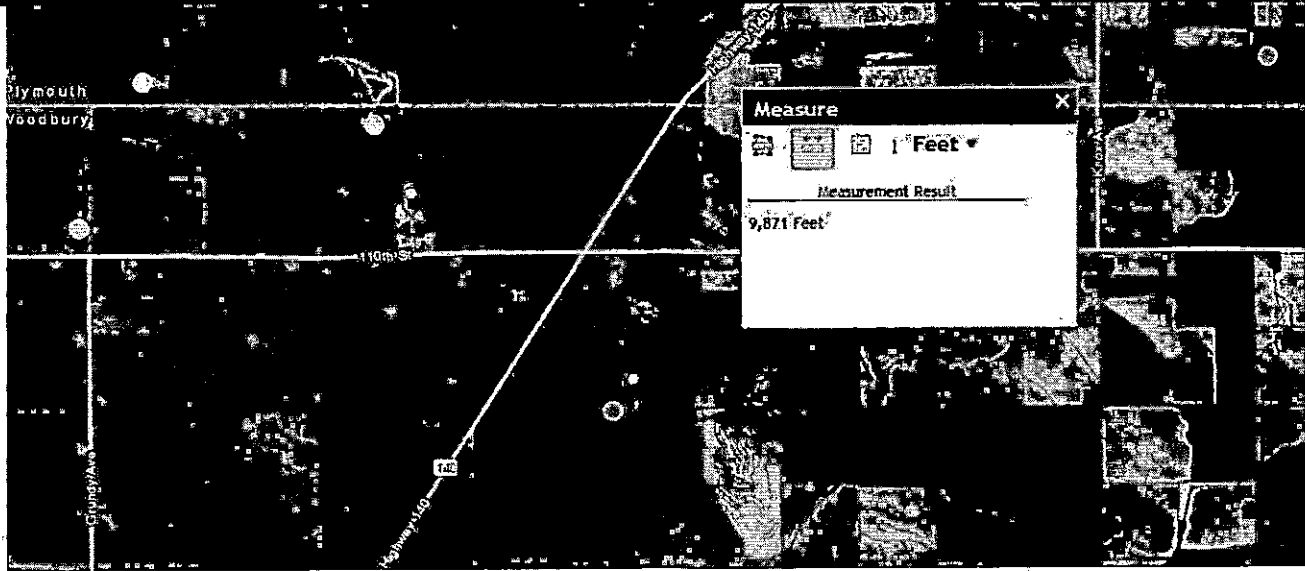 Highway 140
Plymouth
Woodbury
Measure
Feet
Measurement Result
9,871 Feet
Knox Ave
110th St
140
Grundy Ave
Highway 140